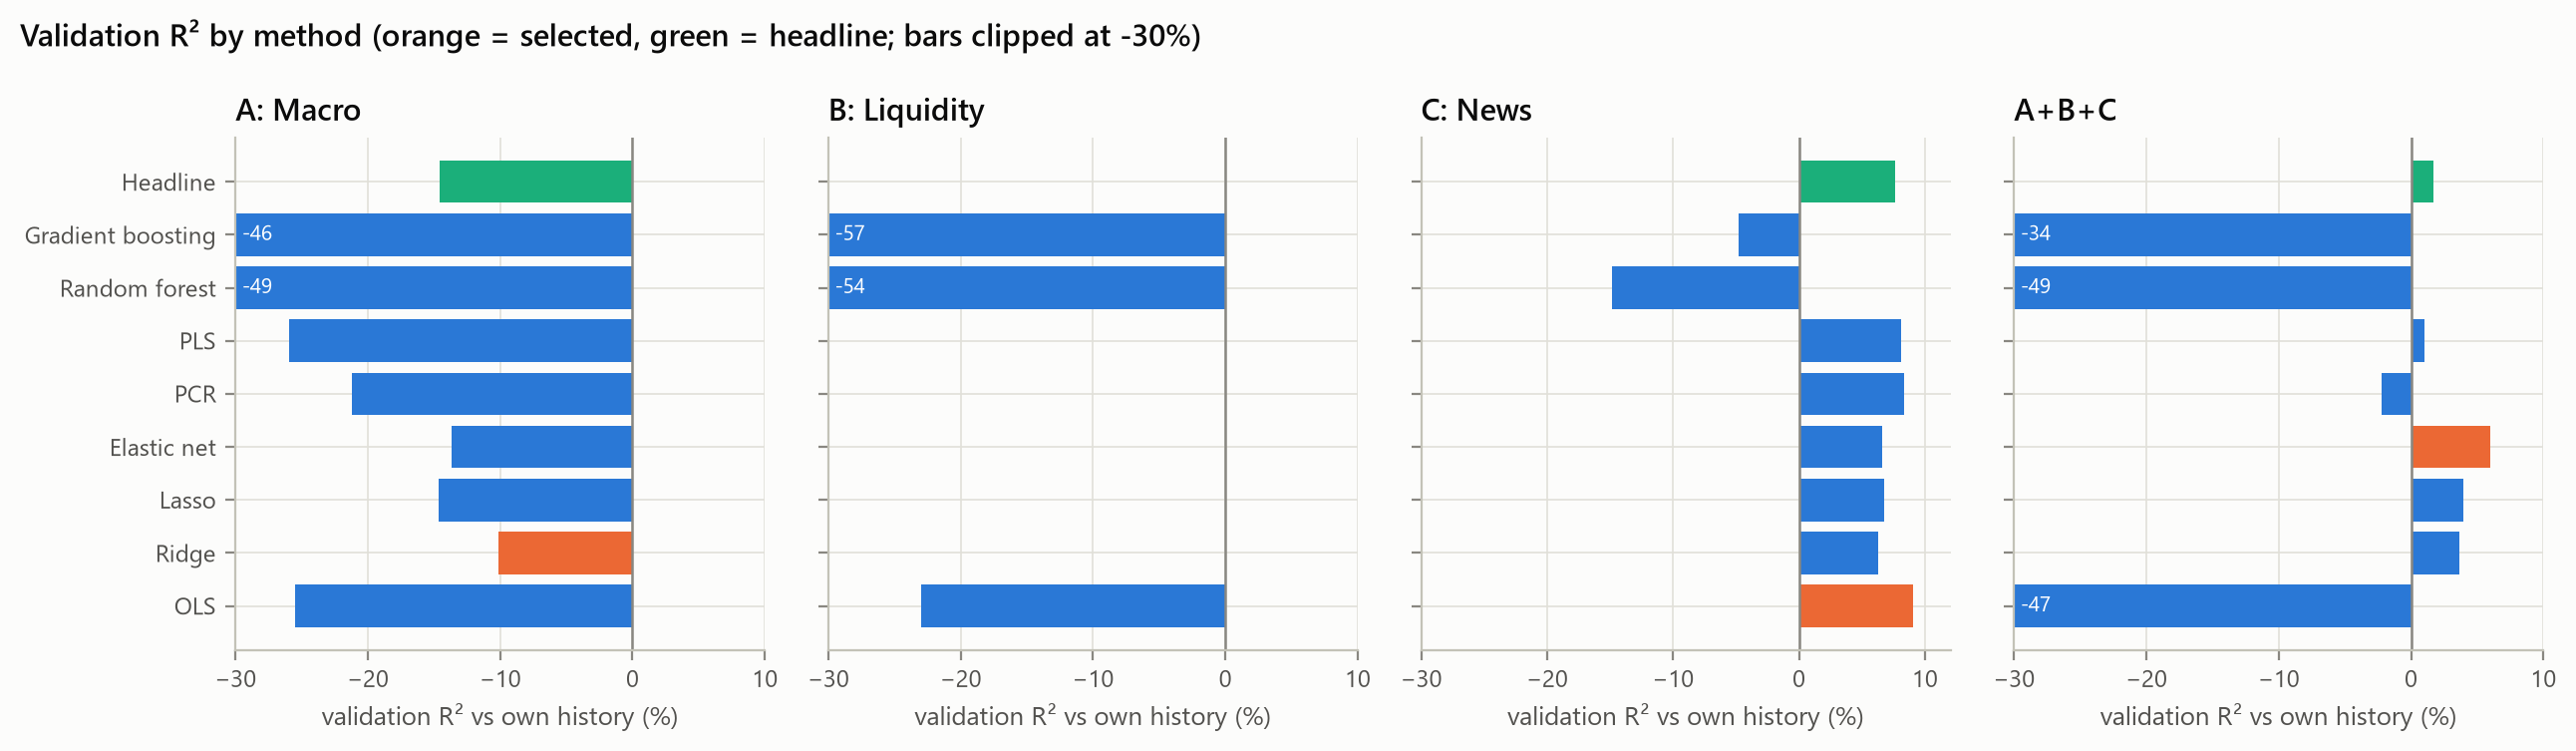 Validation R² by method (orange = selected, green = headline; bars clipped at -30%)
A: Macro
B: Liquidity
C: News
A+B+C
Headline
Gradient boosting
-46
-57
-34
Random forest
-49
-54
-49
PLS
PCR
Elastic net
Lasso
Ridge
OLS
-47
−30 −20 −10 0 10
−30 −20 −10 0 10
−30 −20 −10 0 10
−30 −20 −10 0 10
validation R² vs own history (%)
validation R² vs own history (%)
validation R² vs own history (%)
validation R² vs own history (%)